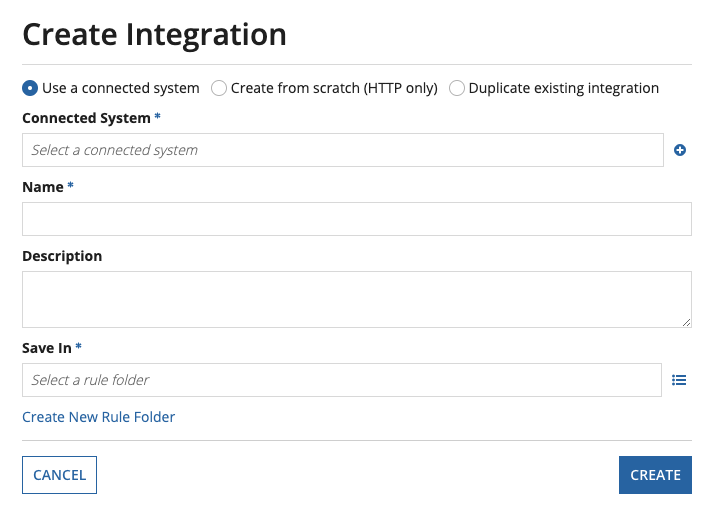 Create Integration
Use a connected system Create from scratch (HTTP only) Duplicate existing integration
Connected System *
Select a connected system
Name *
Description
Save In *
Select a rule folder
Create New Rule Folder
CANCEL CREATE